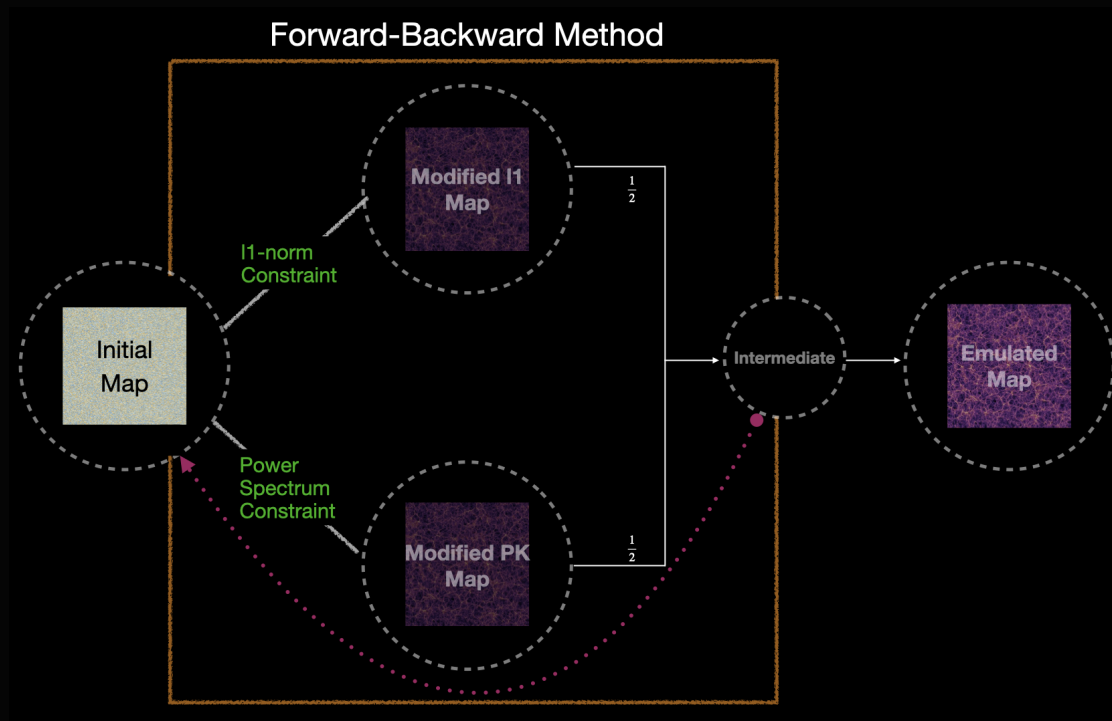 Forward-Backward Method
Modified l1
Map
1/2
l1-norm
Constraint
Initial
Map
Intermediate
Emulated
Map
Power
Spectrum
Constraint
1/2
Modified PK
Map